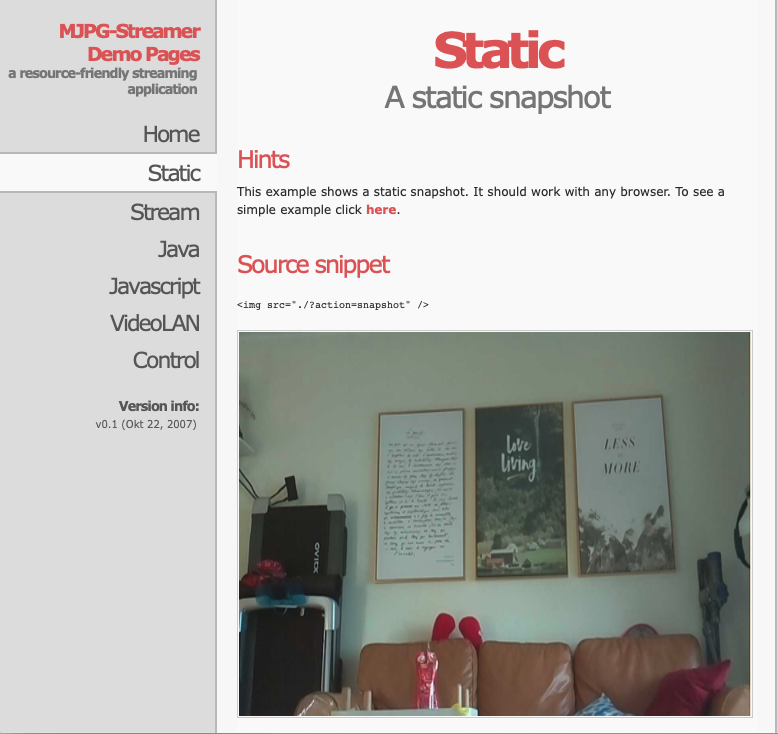 MJPG-Streamer
Demo Pages
a resource-friendly streaming
application
Home
Static
Stream
Java
Javascript
VideoLAN
Control
Version info:
v0.1 (Okt 22, 2007)
Static
A static snapshot
Hints
This example shows a static snapshot. It should work with any browser. To see a
simple example click here.
Source snippet
<img src="./?action=snapshot" />
love
living.
LESS
is
MORE
OVICX